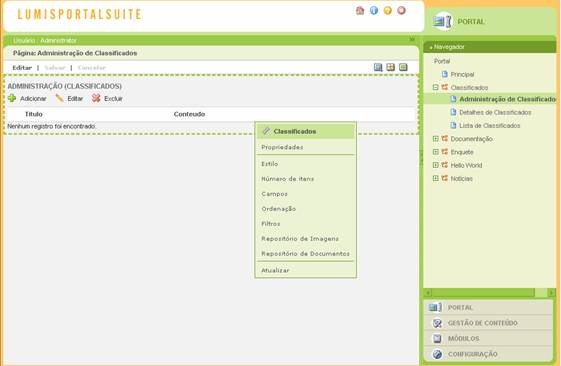 LUMISPORTALSUITE
PORTAL
Usuário : Administrator »
Navegador
Página: Administração de Classificados
Editar | Salvar | Cancelar
ADMINISTRAÇÃO (CLASSIFICADOS)
Adicionar Editar Excluir
Título Conteudo
Nenhum registro foi encontrado.
Classificados
Propriedades
Estilo
Número de itens
Campos
Ordenação
Filtros
Repositório de Imagens
Repositório de Documentos
Atualizar
Portal
Principal
Classificados
Administração de Classificados
Detalhes de Classificados
Lista de Classificados
Documentação
Enquete
Hello World
Notícias
PORTAL
GESTÃO DE CONTEÚDO
MÓDULOS
CONFIGURAÇÃO